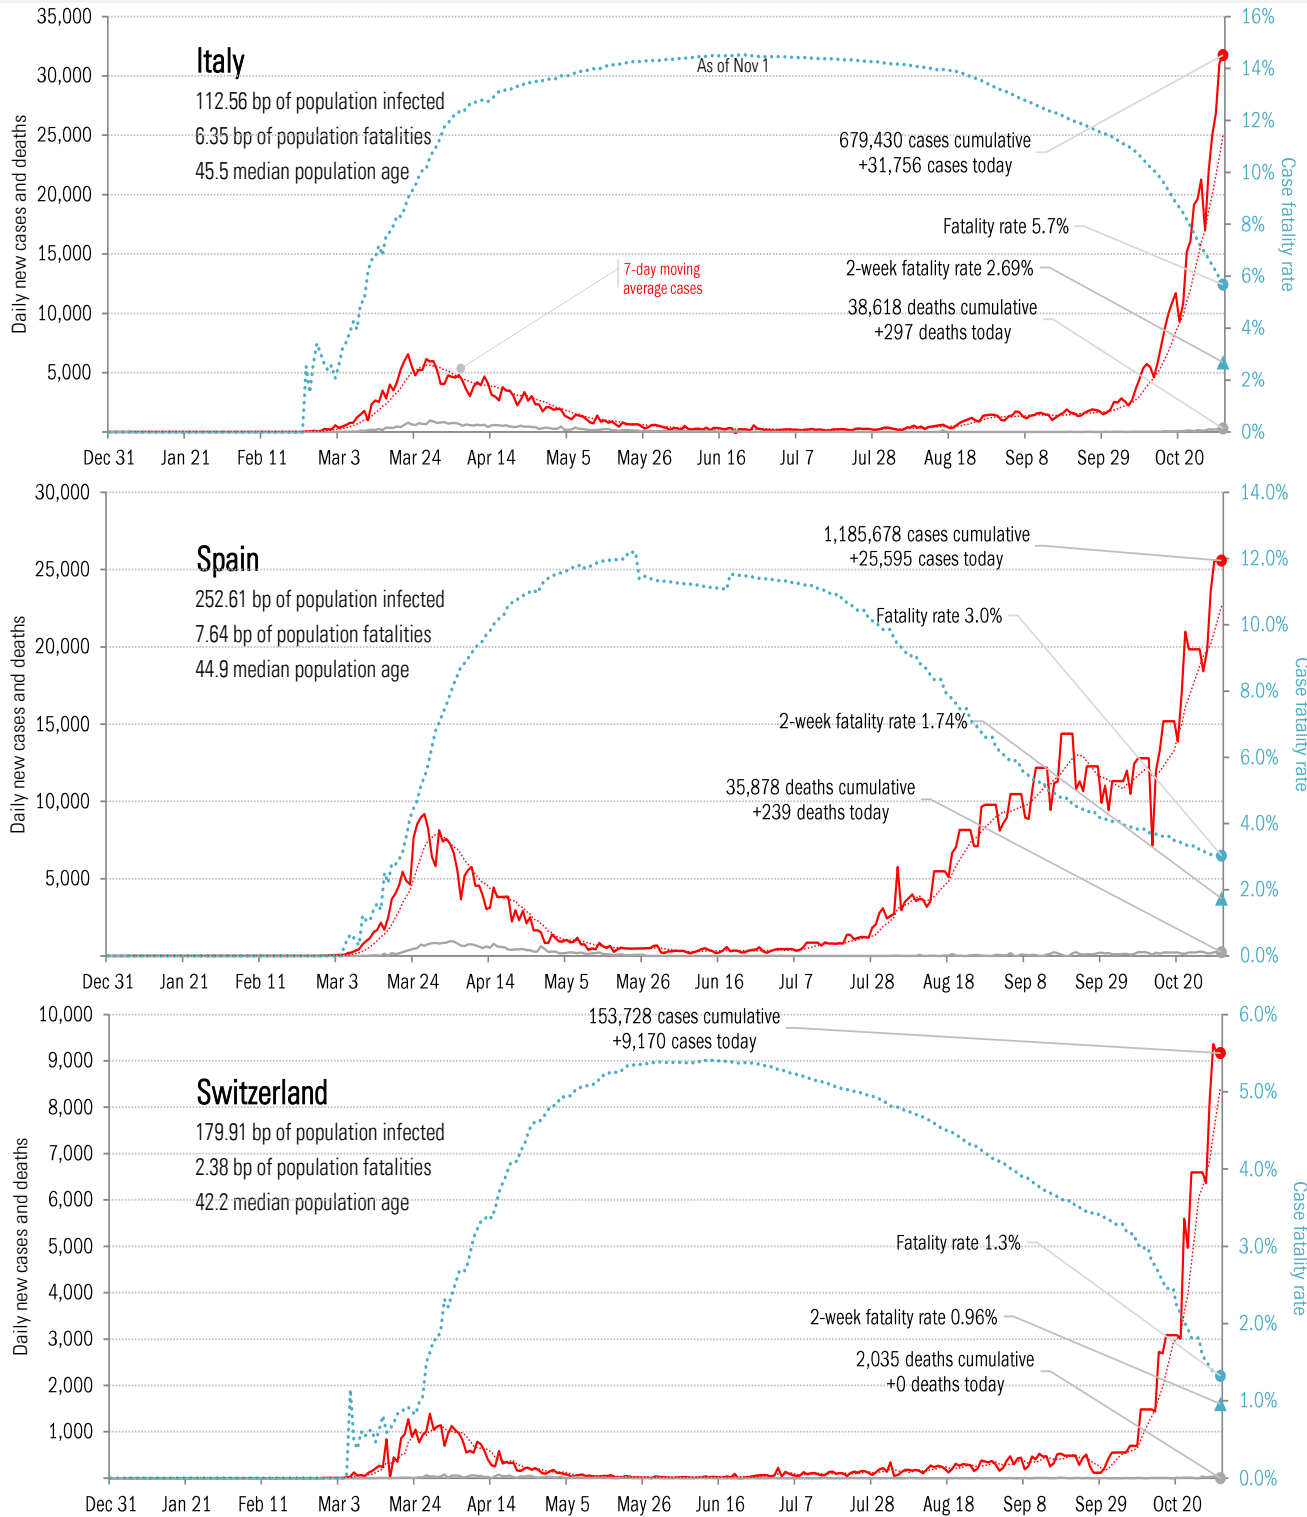 35,000
30,000
25,000
20,000
15,000
10,000
5,000
Daily new cases and deaths
Italy
112.56 bp of population infected
6.35 bp of population fatalities
45.5 median population age
As of Nov 1
679,430 cases cumulative
+31,756 cases today
Fatality rate 5.7%
2-week fatality rate 2.69%
38,618 deaths cumulative
+297 deaths today
7-day moving
average cases
16%
14%
12%
10%
8%
6%
4%
2%
0%
Case fatality rate
Dec 31 Jan 21 Feb 11 Mar 3 Mar 24 Apr 14 May 5 May 26 Jun 16 Jul 7 Jul 28 Aug 18 Sep 8 Sep 29 Oct 20
30,000
25,000
20,000
15,000
10,000
5,000
Daily new cases and deaths
Spain
252.61 bp of population infected
7.64 bp of population fatalities
44.9 median population age
1,185,678 cases cumulative
+25,595 cases today
Fatality rate 3.0%
2-week fatality rate 1.74%
35,878 deaths cumulative
+239 deaths today
14.0%
12.0%
10.0%
8.0%
6.0%
4.0%
2.0%
0.0%
Case fatality rate
Dec 31 Jan 21 Feb 11 Mar 3 Mar 24 Apr 14 May 5 May 26 Jun 16 Jul 7 Jul 28 Aug 18 Sep 8 Sep 29 Oct 20
10,000
9,000
8,000
7,000
6,000
5,000
4,000
3,000
2,000
1,000
Daily new cases and deaths
Switzerland
179.91 bp of population infected
2.38 bp of population fatalities
42.2 median population age
153,728 cases cumulative
+9,170 cases today
Fatality rate 1.3%
2-week fatality rate 0.96%
2,035 deaths cumulative
+0 deaths today
6.0%
5.0%
4.0%
3.0%
2.0%
1.0%
0.0%
Case fatality rate
Dec 31 Jan 21 Feb 11 Mar 3 Mar 24 Apr 14 May 5 May 26 Jun 16 Jul 7 Jul 28 Aug 18 Sep 8 Sep 29 Oct 20